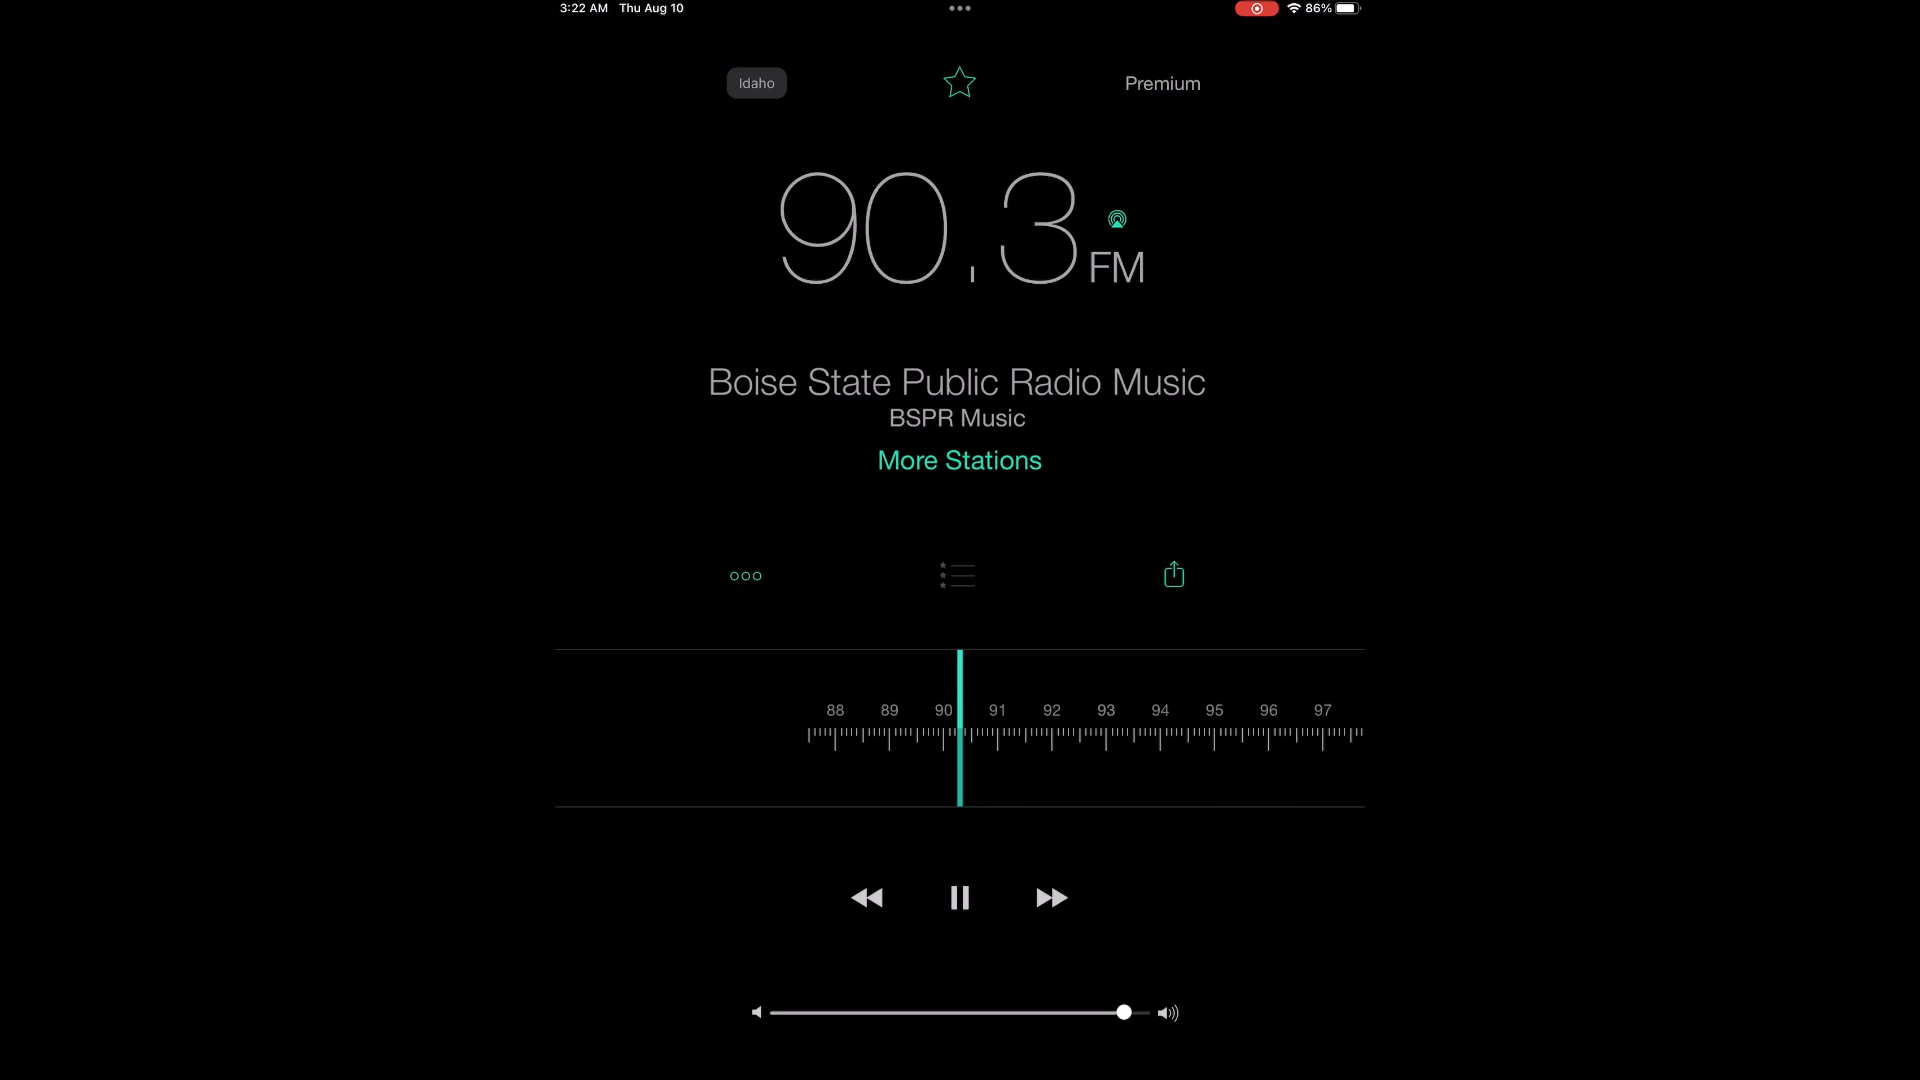 3:22 AM Thu Aug 10
86%
Idaho
Premium
90.3 FM
Boise State Public Radio Music
BSPR Music
More Stations
88 89 90 91 92 93 94 95 96 97